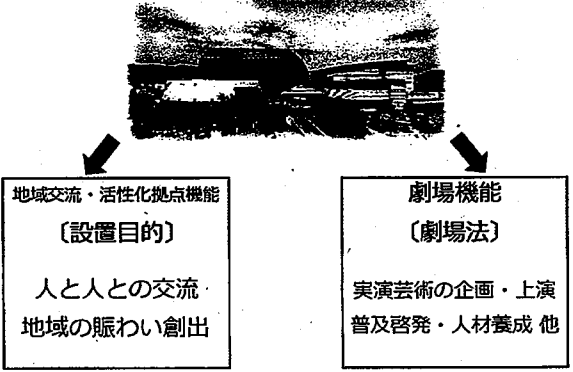 地域交流・活性化拠点機能
〔設置目的〕
人と人との交流
地域の賑わい創出
劇場機能
〔劇場法〕
実演芸術の企画・上演
普及啓発・人材養成 他